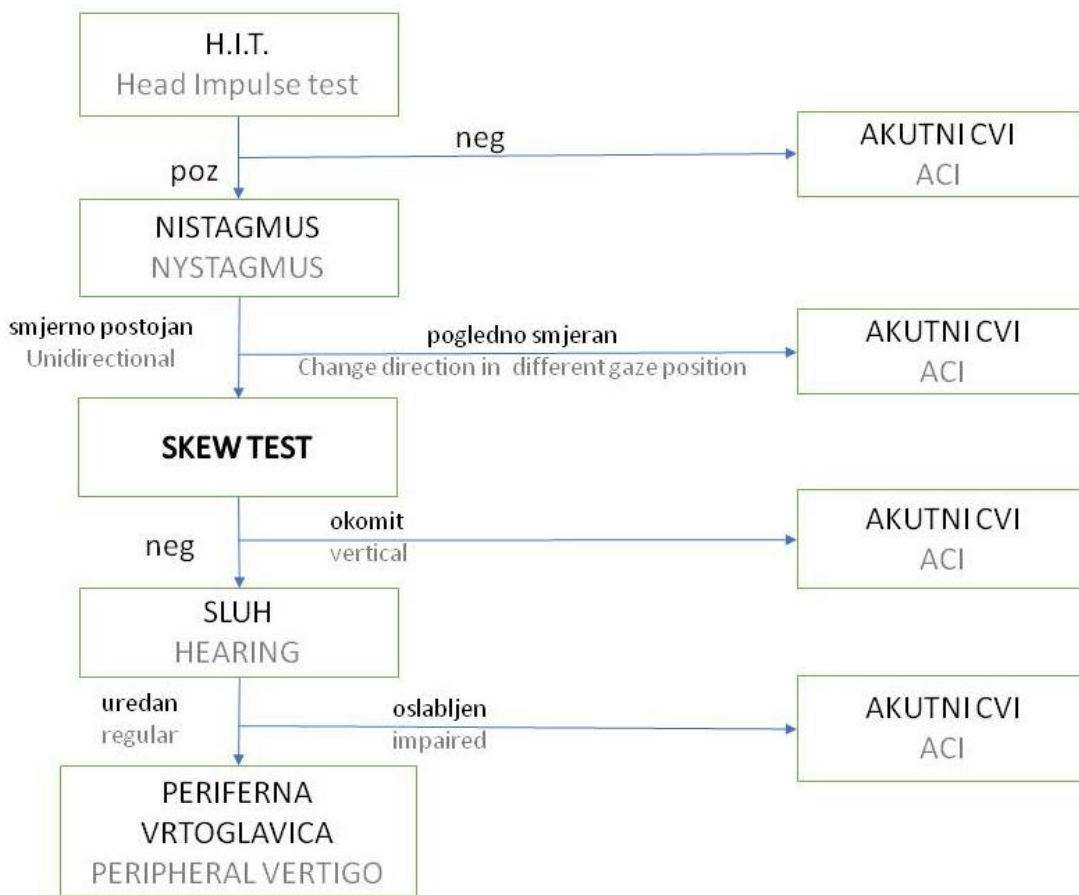 H.I.T.
Head Impulse test
neg
AKUTNI CVI
ACI
poz
NISTAGMUS
NYSTAGMUS
smjerno postojan
Unidirectional
pogledno smjeran
Change direction in different gaze position
AKUTNI CVI
ACI
SKEW TEST
neg
okomit
vertical
AKUTNI CVI
ACI
SLUH
HEARING
uredan
regular
oslabljen
impaired
AKUTNI CVI
ACI
PERIFERNA
VRTOGLAVICA
PERIPHERAL VERTIGO